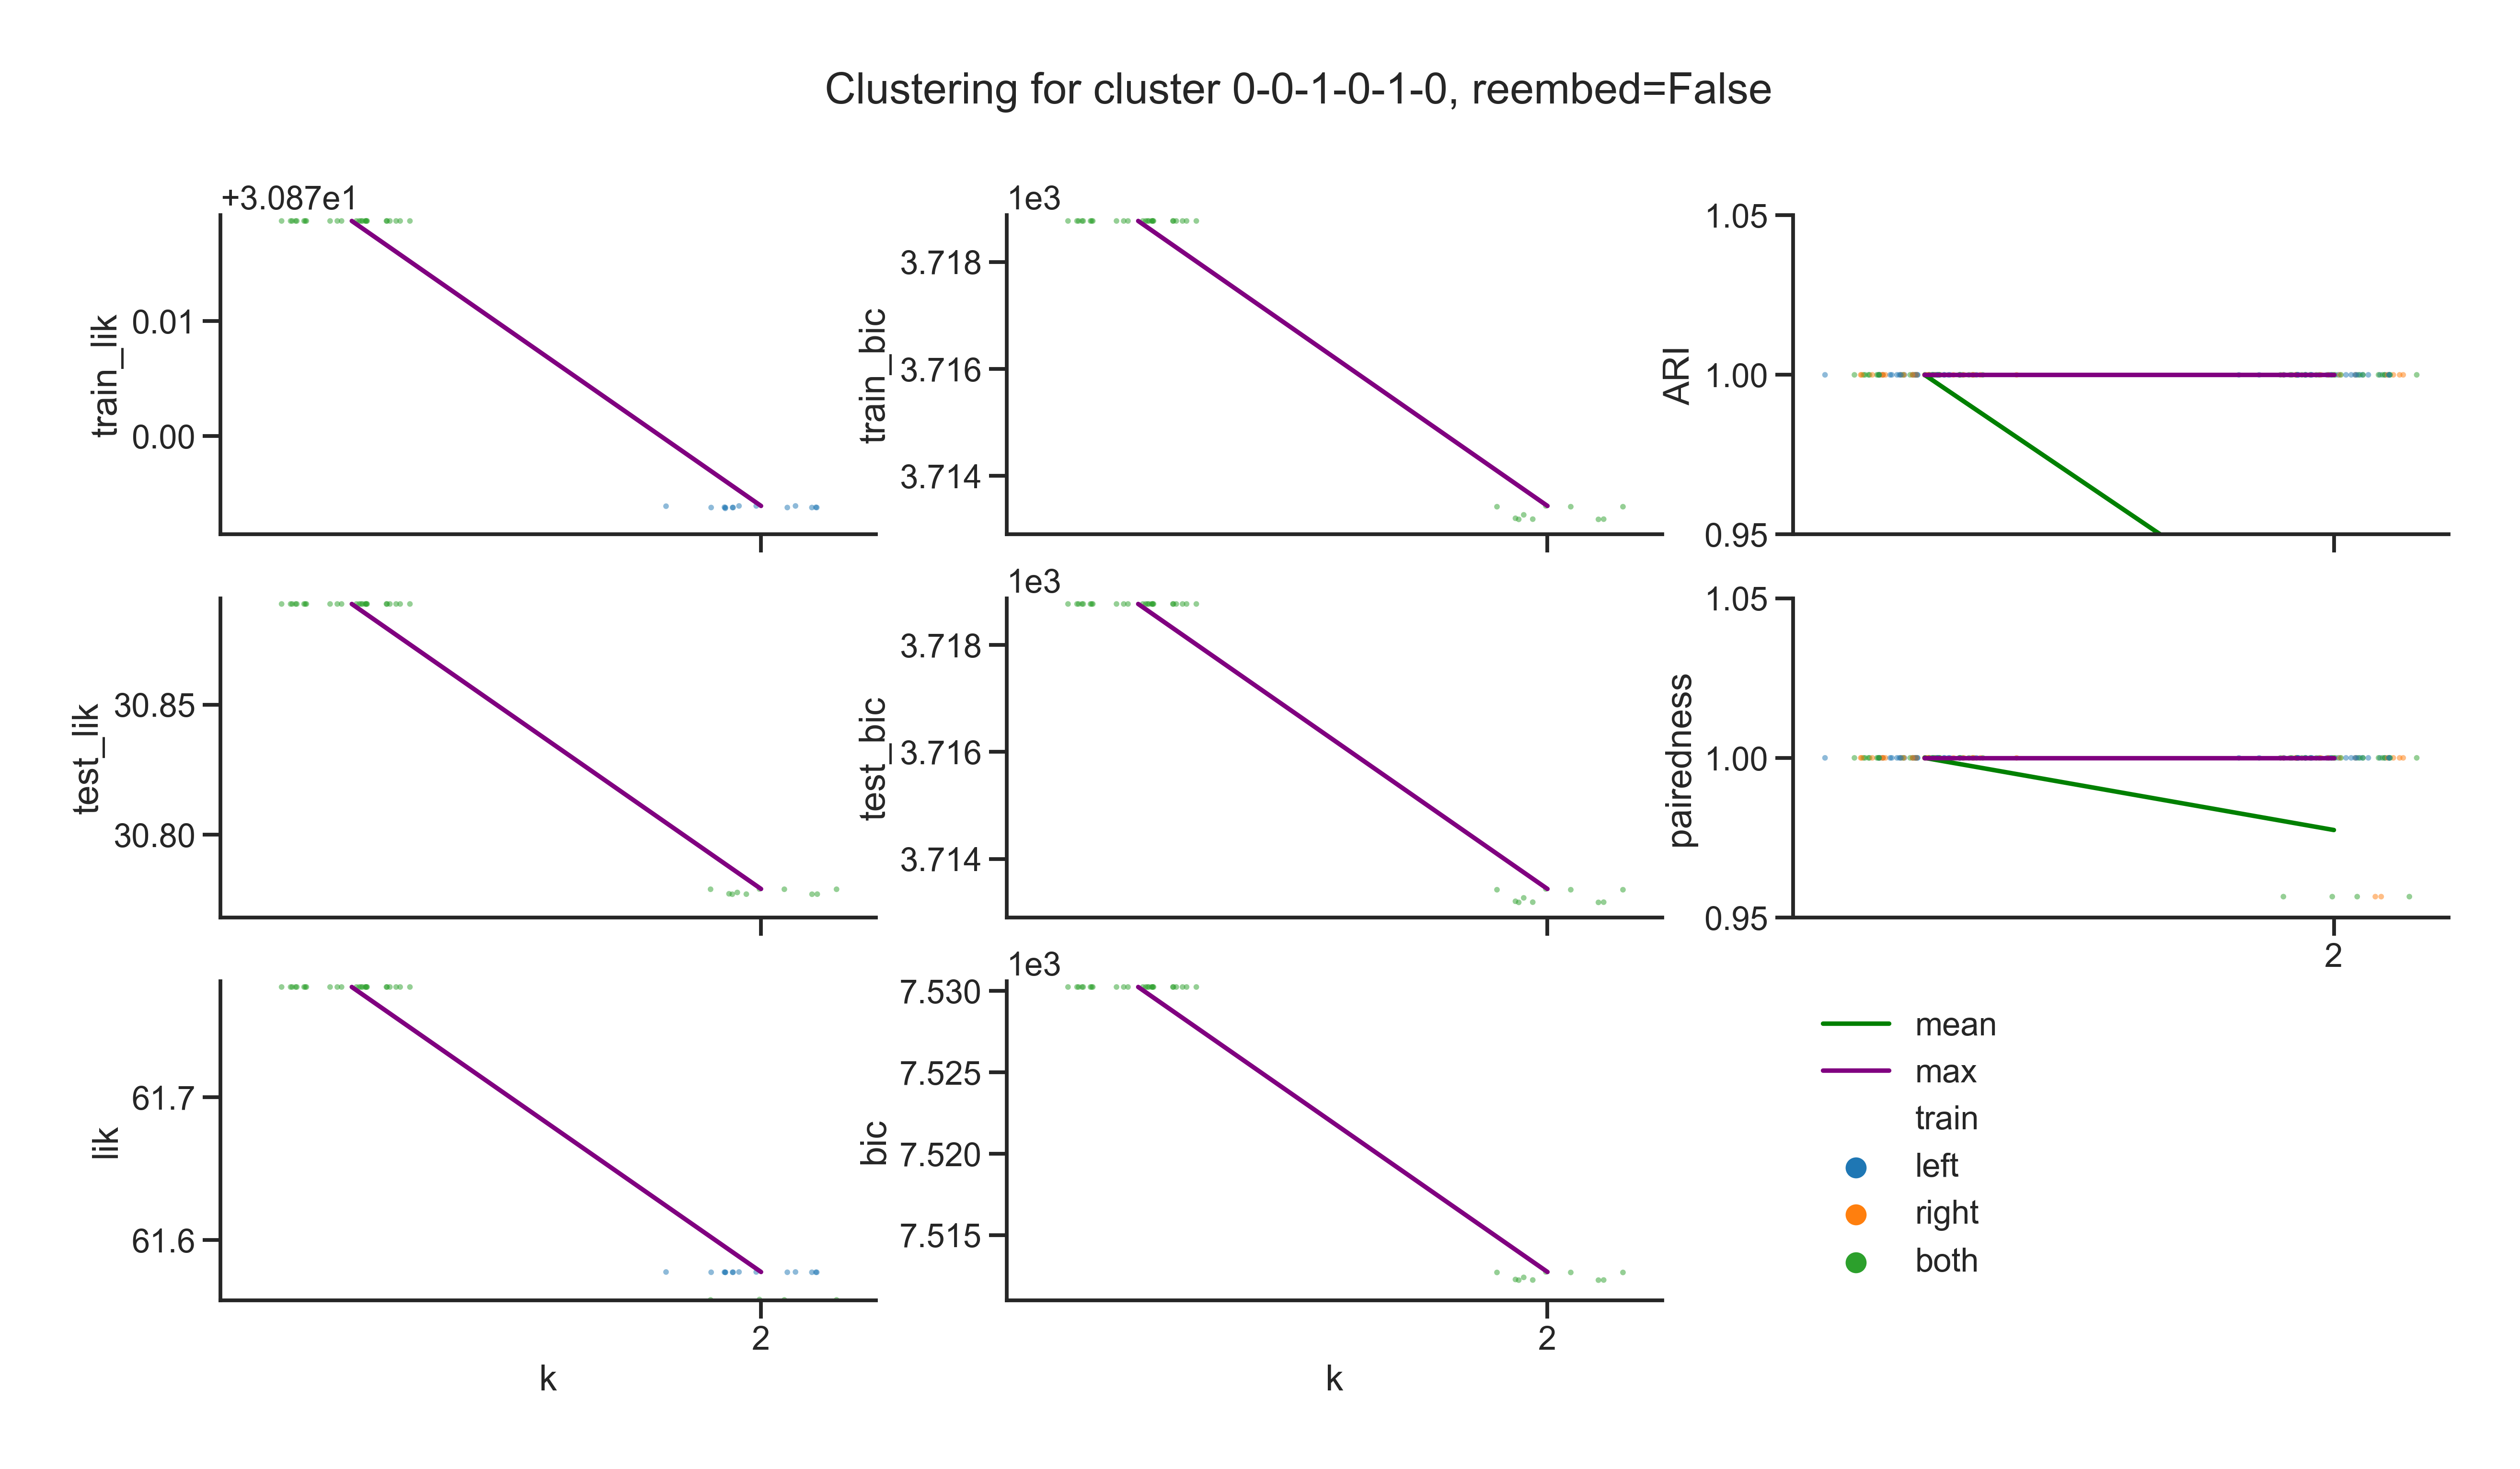 Clustering for cluster 0-0-1-0-1-0, reembed=False
+3.087e1
train_lik
0.01
0.00
1e3
train_bic
3.718
3.716
3.714
ARI
1.05
1.00
0.95
test_lik
30.85
30.80
1e3
test_bic
3.718
3.716
3.714
pairedness
1.05
1.00
0.95
2
lik
61.7
61.6
2
k
1e3
bic
7.530
7.525
7.520
7.515
2
k
mean
max
train
left
right
both